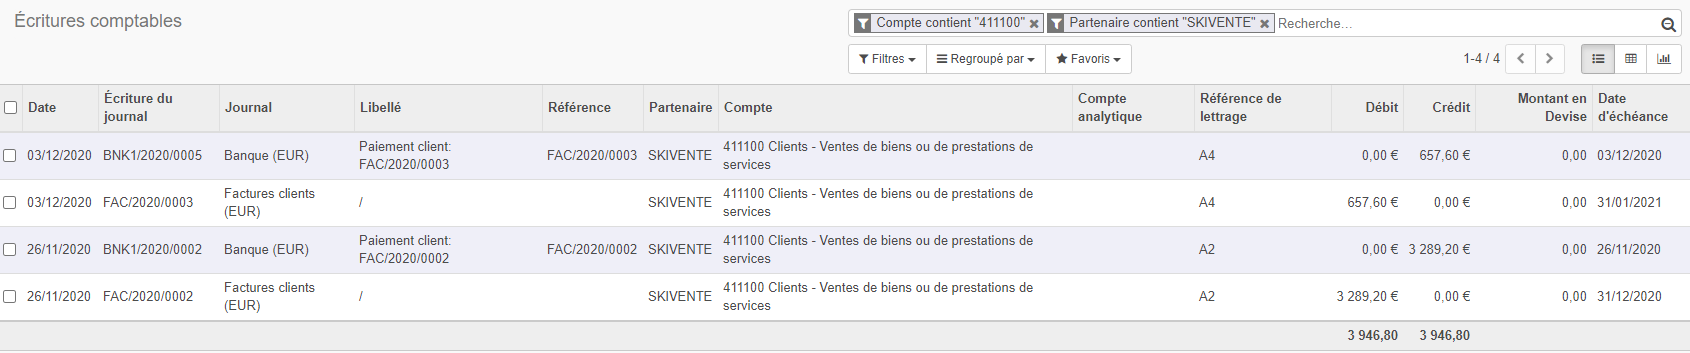 Écritures comptables
Compte contient "411100" ×
Partenaire contient "SKIVENTE" ×
Recherche...
Filtres
Regroupé par
Favoris
1-4 / 4
Date Écriture du journal Journal Libellé Référence Partenaire Compte Compte analytique Référence de lettrage Débit Crédit Montant en Devise Date d'échéance
03/12/2020 BNK1/2020/0005 Banque (EUR) Paiement client: FAC/2020/0003 FAC/2020/0003 SKIVENTE 411100 Clients - Ventes de biens ou de prestations de services A4 0,00 € 657,60 € 0,00 03/12/2020
03/12/2020 FAC/2020/0003 Factures clients (EUR) / SKIVENTE 411100 Clients - Ventes de biens ou de prestations de services A4 657,60 € 0,00 € 0,00 31/01/2021
26/11/2020 BNK1/2020/0002 Banque (EUR) Paiement client: FAC/2020/0002 FAC/2020/0002 SKIVENTE 411100 Clients - Ventes de biens ou de prestations de services A2 0,00 € 3 289,20 € 0,00 26/11/2020
26/11/2020 FAC/2020/0002 Factures clients (EUR) / SKIVENTE 411100 Clients - Ventes de biens ou de prestations de services A2 3 289,20 € 0,00 € 0,00 31/12/2020
3 946,80 3 946,80